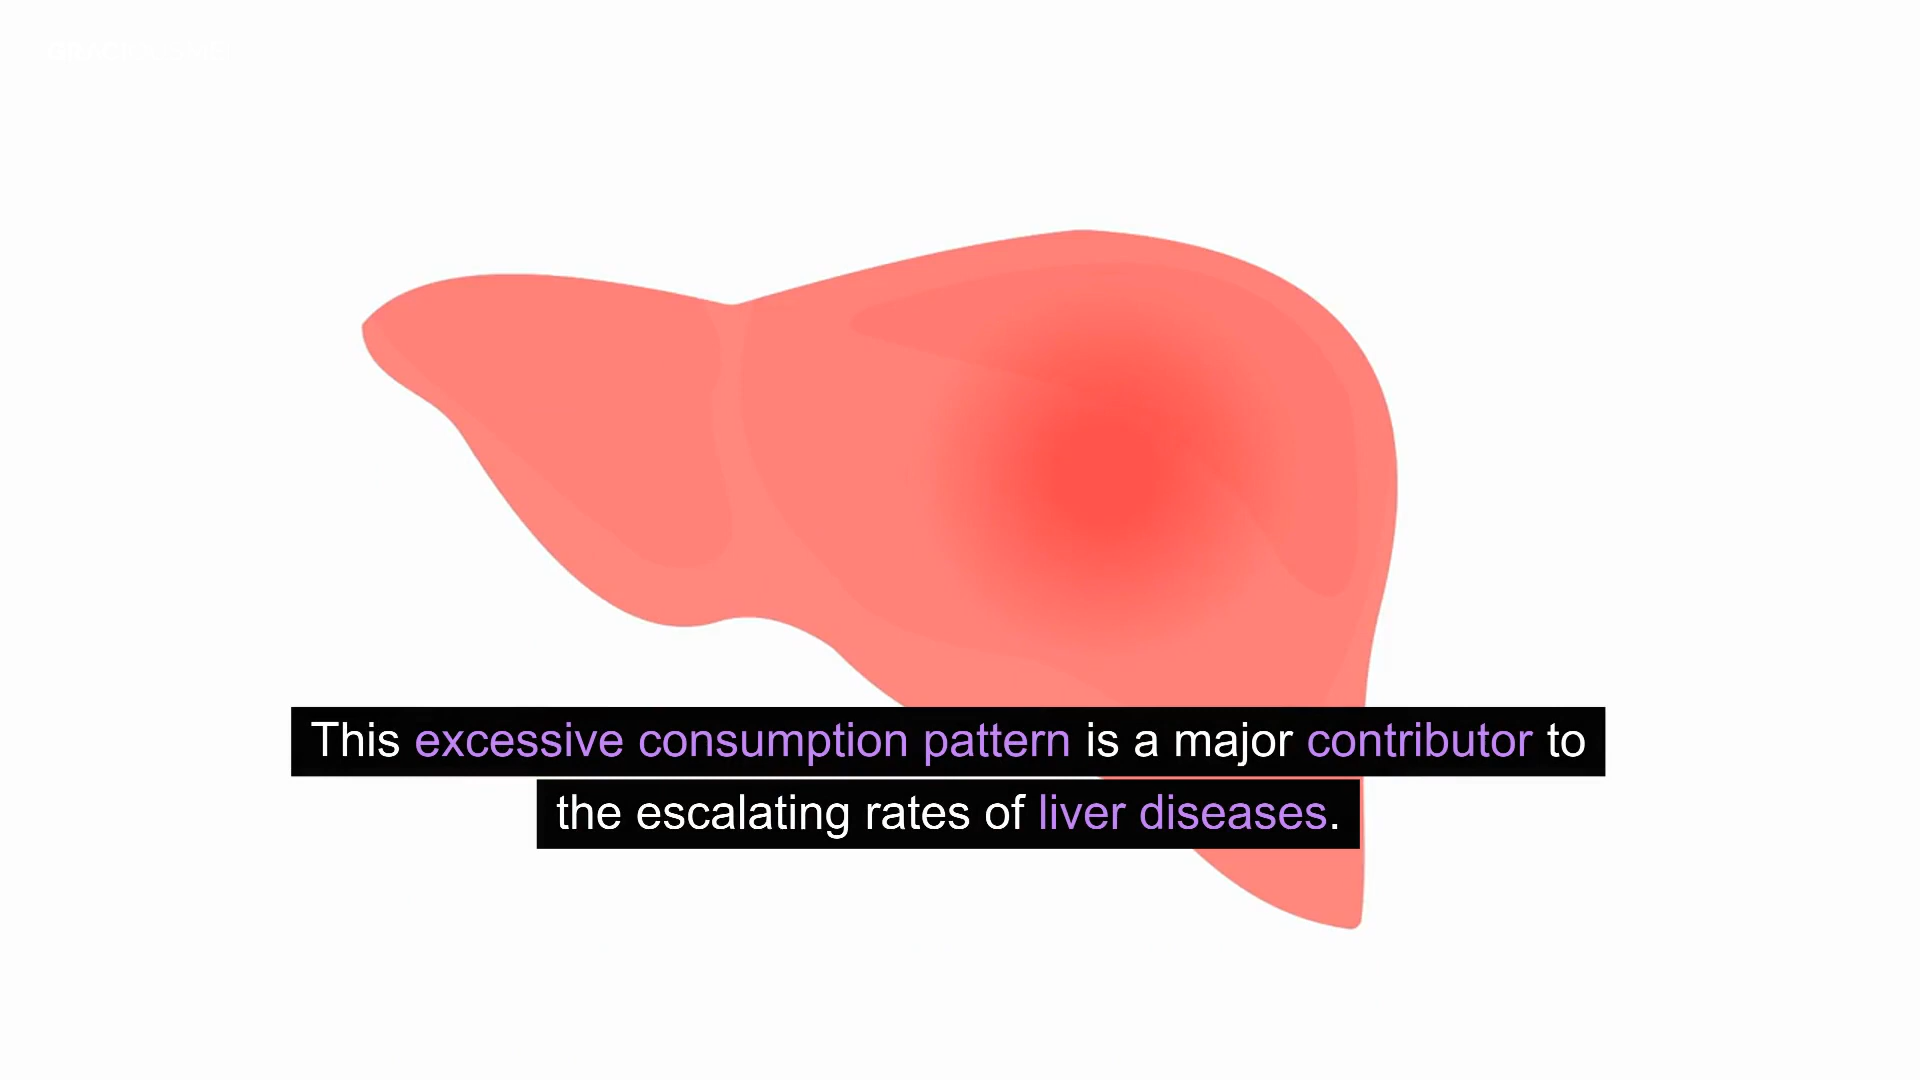 This excessive consumption pattern is a major contributor to
the escalating rates of liver diseases.